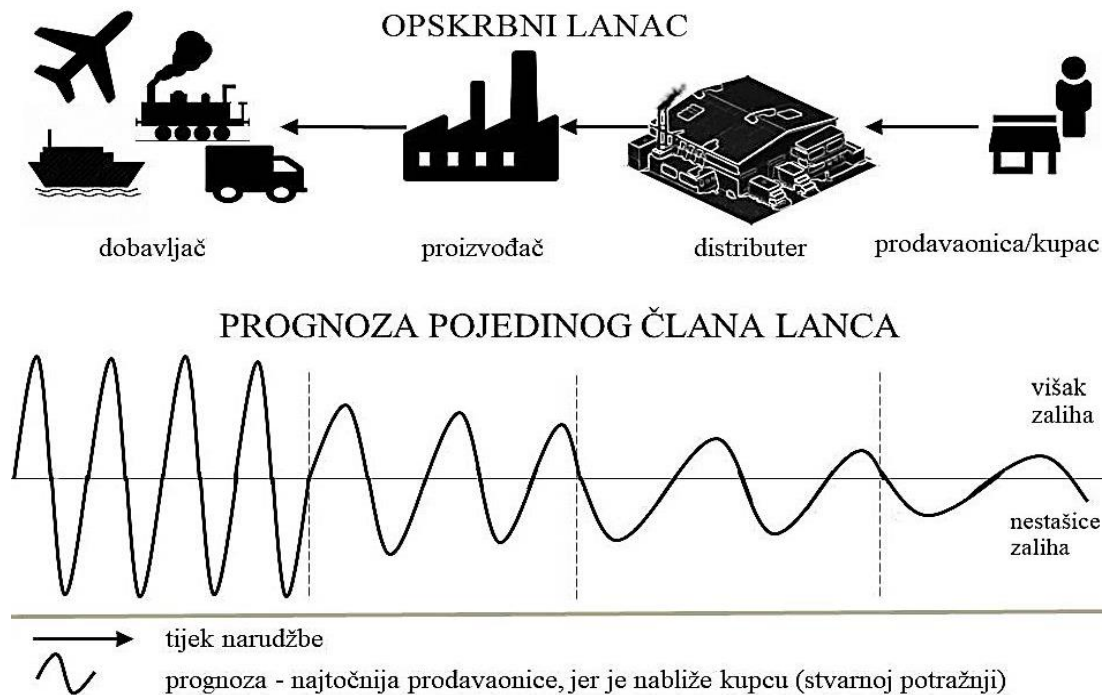 OPSKRBNI LANAC
dobavljač
proizvođač
distributer
prodavaonica/kupac
PROGNOZA POJEDINOG ČLANA LANCA
višak
zaliha
nestašice
zaliha
tijek narudžbe
prognoza - najtočnija prodavaonice, jer je nabliže kupcu (stvarnoj potražnji)